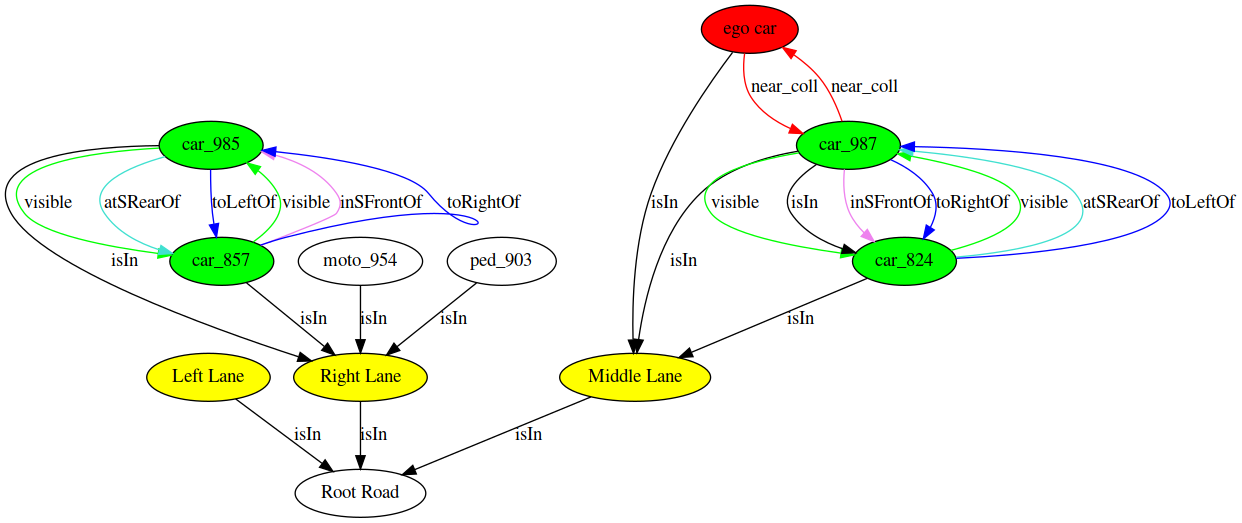 ego car
near_coll near_coll
car_985 car_987
visible atSRearOf toLeftOf visible inSFrontOf toRightOf isIn visible isIn inSFrontOf toRightOf visible atSRearOf toLeftOf
isIn car_857 moto_954 ped_903 isIn car_824
isIn isIn isIn isIn
Left Lane Right Lane Middle Lane
isIn isIn isIn
Root Road